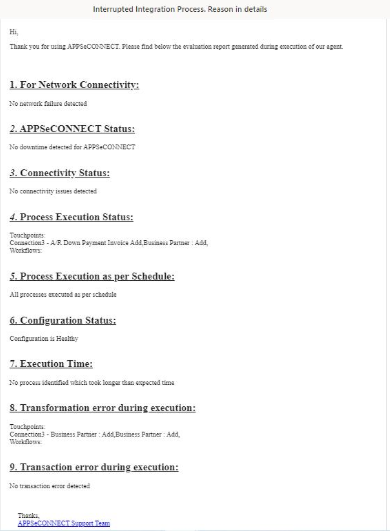 Interrupted Integration Process. Reason in details
Hi,
Thank you for using APPSeCONNECT. Please find below the evaluation report generated during execution of our agent.
1. For Network Connectivity:
No network failure detected
2. APPSeCONNECT Status:
No downtime detected for APPSeCONNECT
3. Connectivity Status:
No connectivity issues detected
4. Process Execution Status:
Touchpoints:
Connection3 - A/R Down Payment Invoice Add,Business Partner : Add,
Workflows:
5. Process Execution as per Schedule:
All processes executed as per schedule
6. Configuration Status:
Configuration is Healthy
7. Execution Time:
No process identified which took longer than expected time
8. Transformation error during execution:
Touchpoints:
Connection3 - Business Partner : Add,Business Partner : Add,
Workflows:
9. Transaction error during execution:
No transaction error detected
Thanks,
APPSeCONNECT Support Team